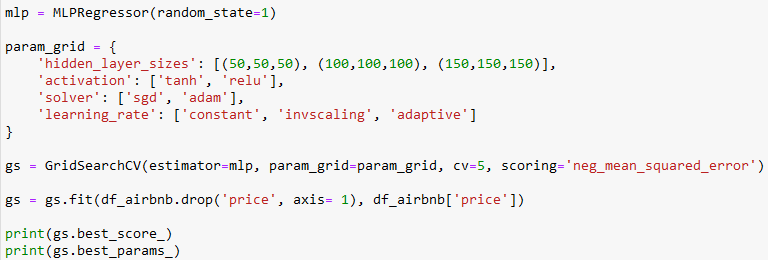 mlp = MLPRegressor(random_state=1)
param_grid = {
    'hidden_layer_sizes': [(50,50,50), (100,100,100), (150,150,150)],
    'activation': ['tanh', 'relu'],
    'solver': ['sgd', 'adam'],
    'learning_rate': ['constant', 'invscaling', 'adaptive']
}
gs = GridSearchCV(estimator=mlp, param_grid=param_grid, cv=5, scoring='neg_mean_squared_error')
gs = gs.fit(df_airbnb.drop('price', axis= 1), df_airbnb['price'])
print(gs.best_score_)
print(gs.best_params_)